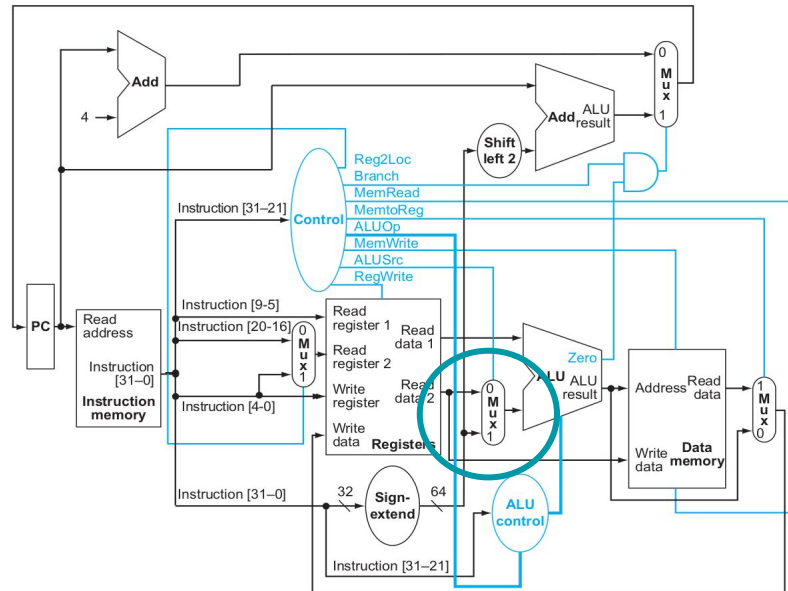 0
M
u
x
1
Add
4
Add
ALU
result
Shift
left 2
Reg2Loc
Branch
MemRead
MemtoReg
ALUOp
MemWrite
ALUSrc
RegWrite
Control
Instruction [31–21]
PC
Read
address
Instruction
[31–0]
Instruction
memory
Instruction [9-5]
Instruction [20-16]
Instruction [4-0]
0
M
u
x
1
Read
register 1
Read
register 2
Write
register
Write
data
Read
data 1
Read
data 2
Registers
0
M
u
x
1
Zero
ALU
ALU
result
Address
Read
data
Write
data
Data
memory
1
M
u
x
0
Instruction [31–0]
32
Sign-
extend
64
ALU
control
Instruction [31–21]